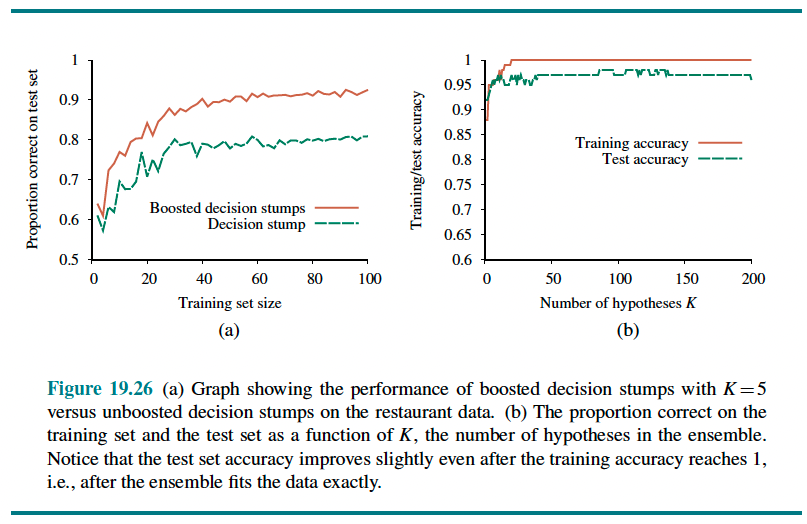 1
0.9
0.8
0.7
0.6
0.5
0 20 40 60 80 100
Proportion correct on test set
Training set size
Boosted decision stumps
Decision stump
(a)
1
0.95
0.9
0.85
0.8
0.75
0.7
0.65
0.6
0 50 100 150 200
Training/test accuracy
Number of hypotheses K
Training accuracy
Test accuracy
(b)
Figure 19.26 (a) Graph showing the performance of boosted decision stumps with K=5
versus unboosted decision stumps on the restaurant data. (b) The proportion correct on the
training set and the test set as a function of K, the number of hypotheses in the ensemble.
Notice that the test set accuracy improves slightly even after the training accuracy reaches 1,
i.e., after the ensemble fits the data exactly.